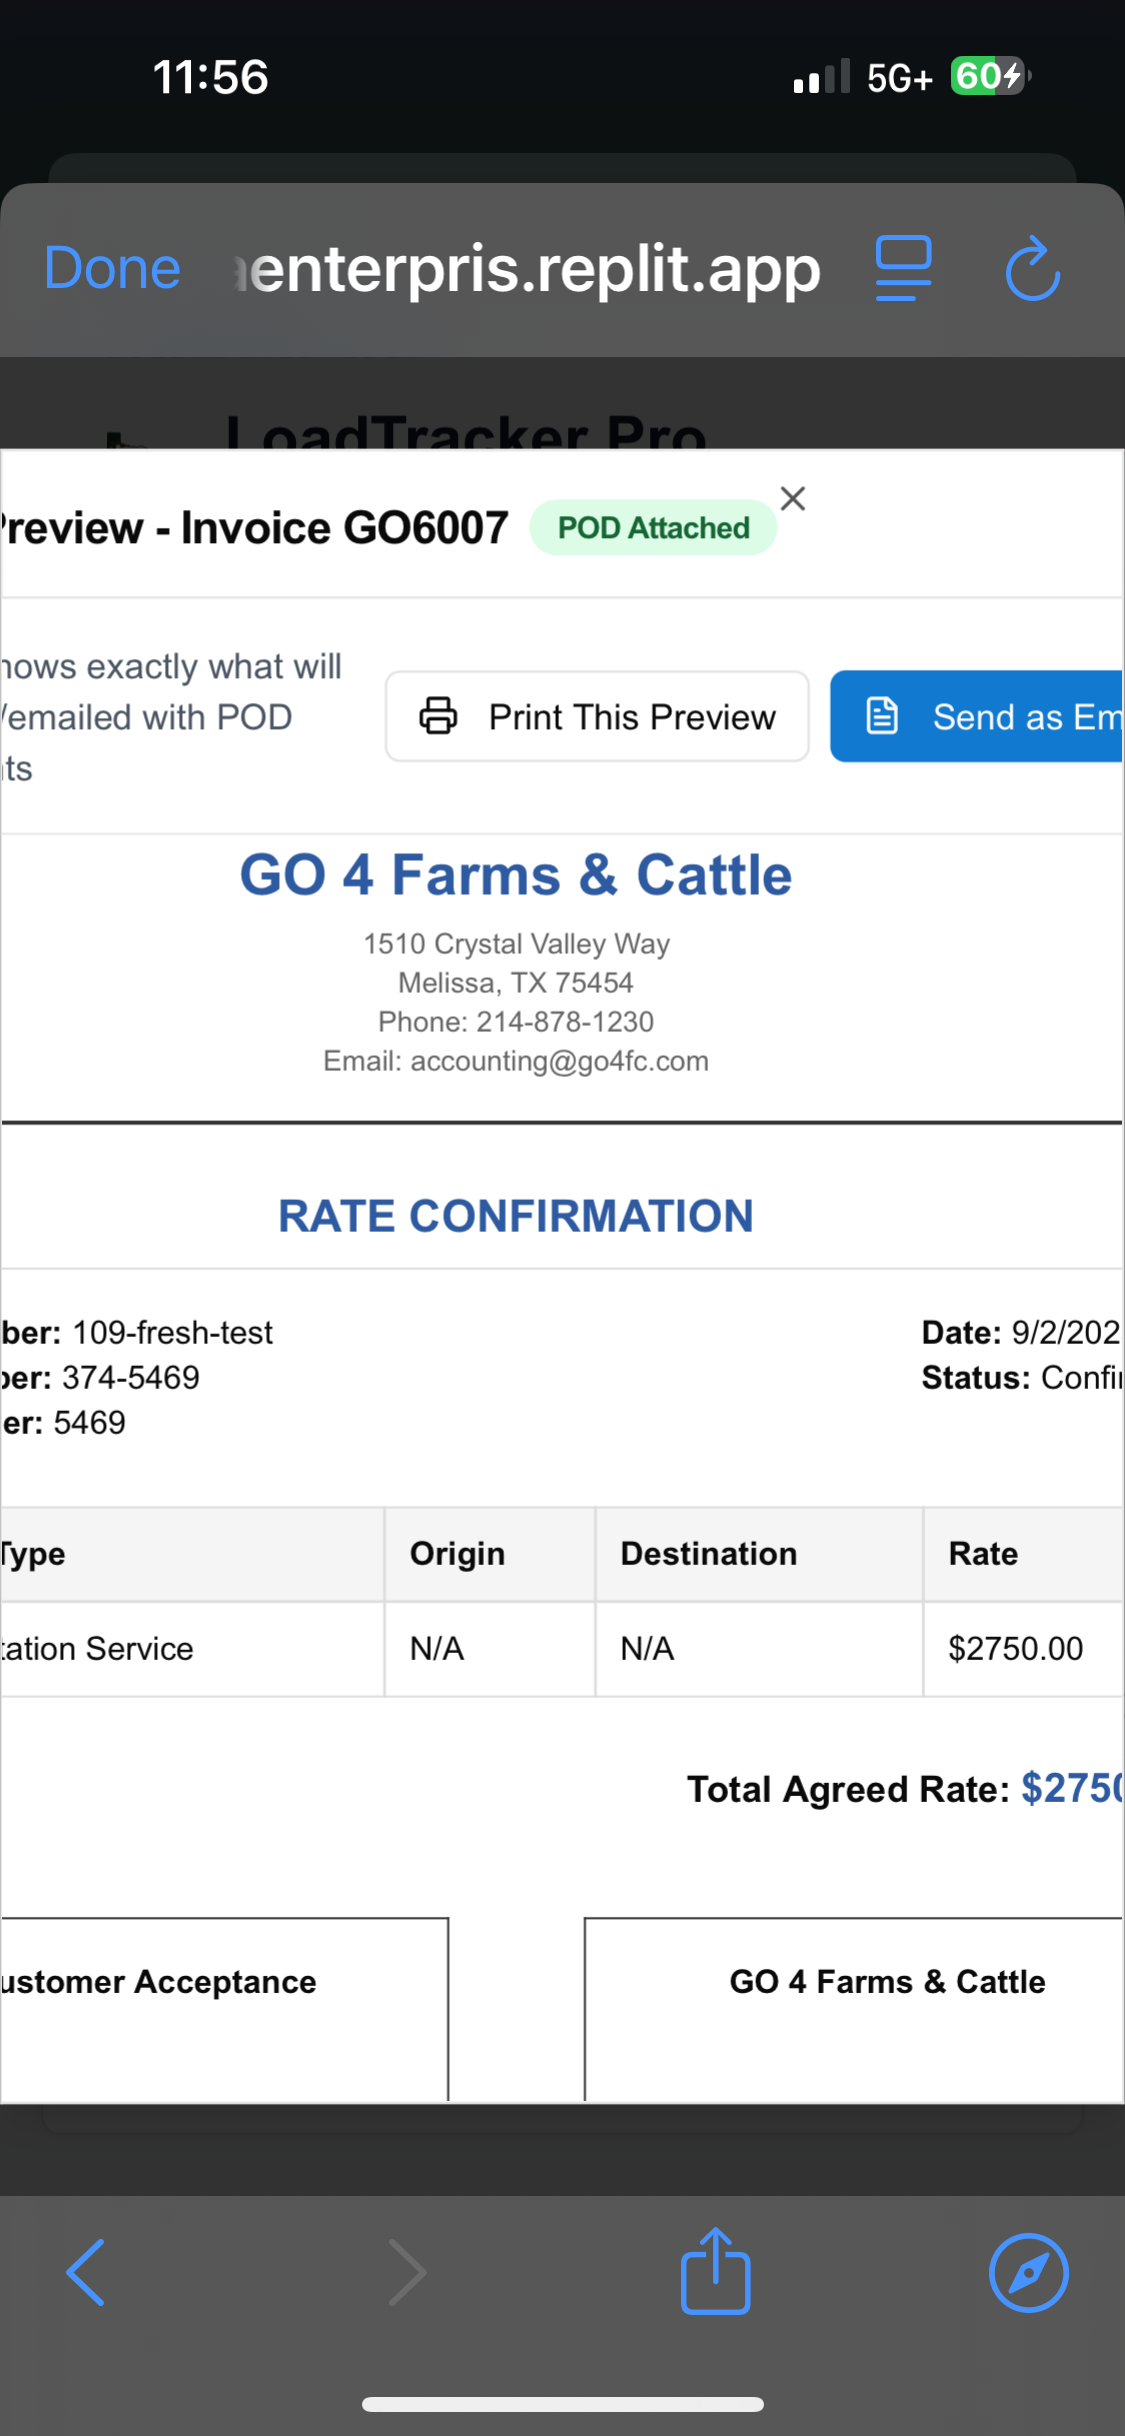 11:56
5G+
60
Done
enterpris.replit.app
LoadTracker Pro
review - Invoice GO6007
POD Attached
ows exactly what will
/emailed with POD
ts
Print This Preview
Send as Em
GO 4 Farms & Cattle
1510 Crystal Valley Way
Melissa, TX 75454
Phone: 214-878-1230
Email: accounting@go4fc.com
RATE CONFIRMATION
ber: 109-fresh-test
Date: 9/2/202
er: 374-5469
Status: Confi
er: 5469
Type
Origin
Destination
Rate
tation Service
N/A
N/A
$2750.00
Total Agreed Rate: $2750
ustomer Acceptance
GO 4 Farms & Cattle